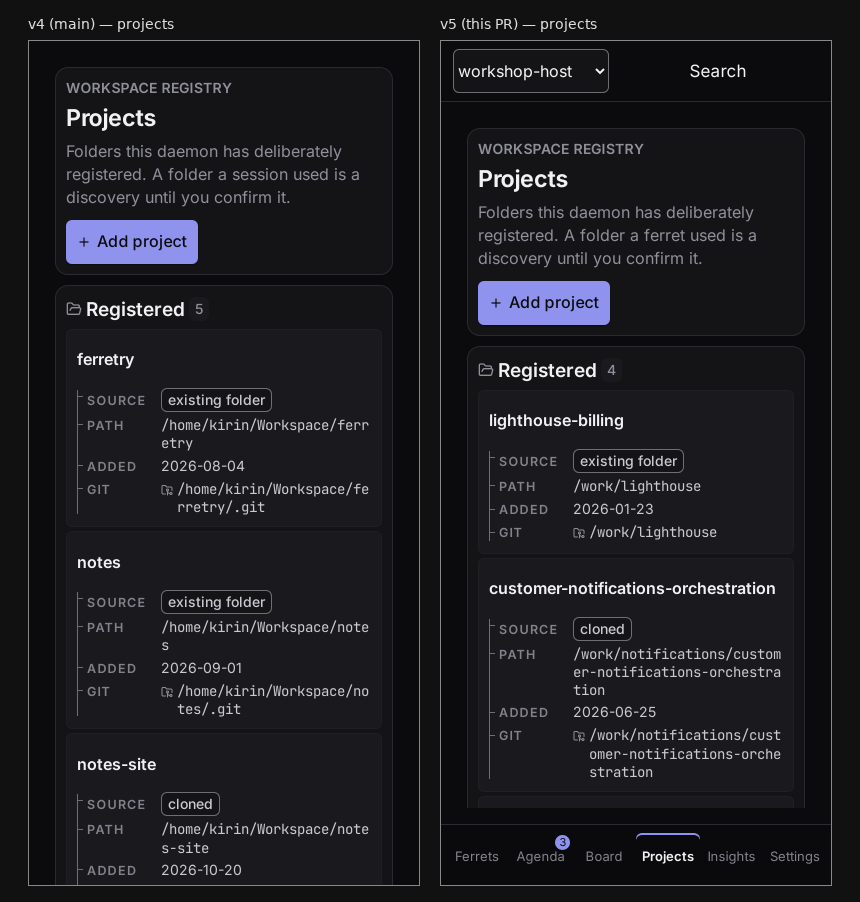 v4 (main) — projects
WORKSPACE REGISTRY
Projects
Folders this daemon has deliberately
registered. A folder a session used is a
discovery until you confirm it.
+ Add project
Registered 5
ferretry
SOURCE existing folder
PATH /home/kirin/Workspace/ferr
etry
ADDED 2026-08-04
GIT /home/kirin/Workspace/fe
rretry/.git
notes
SOURCE existing folder
PATH /home/kirin/Workspace/note
s
ADDED 2026-09-01
GIT /home/kirin/Workspace/no
tes/.git
notes-site
SOURCE cloned
PATH /home/kirin/Workspace/note
s-site
ADDED 2026-10-20
v5 (this PR) — projects
workshop-host Search
WORKSPACE REGISTRY
Projects
Folders this daemon has deliberately
registered. A folder a ferret used is a
discovery until you confirm it.
+ Add project
Registered 4
lighthouse-billing
SOURCE existing folder
PATH /work/lighthouse
ADDED 2026-01-23
GIT /work/lighthouse
customer-notifications-orchestration
SOURCE cloned
PATH /work/notifications/custom
er-notifications-orchestra
tion
ADDED 2026-06-25
GIT /work/notifications/cust
omer-notifications-orche
stration
3
Ferrets Agenda Board Projects Insights Settings